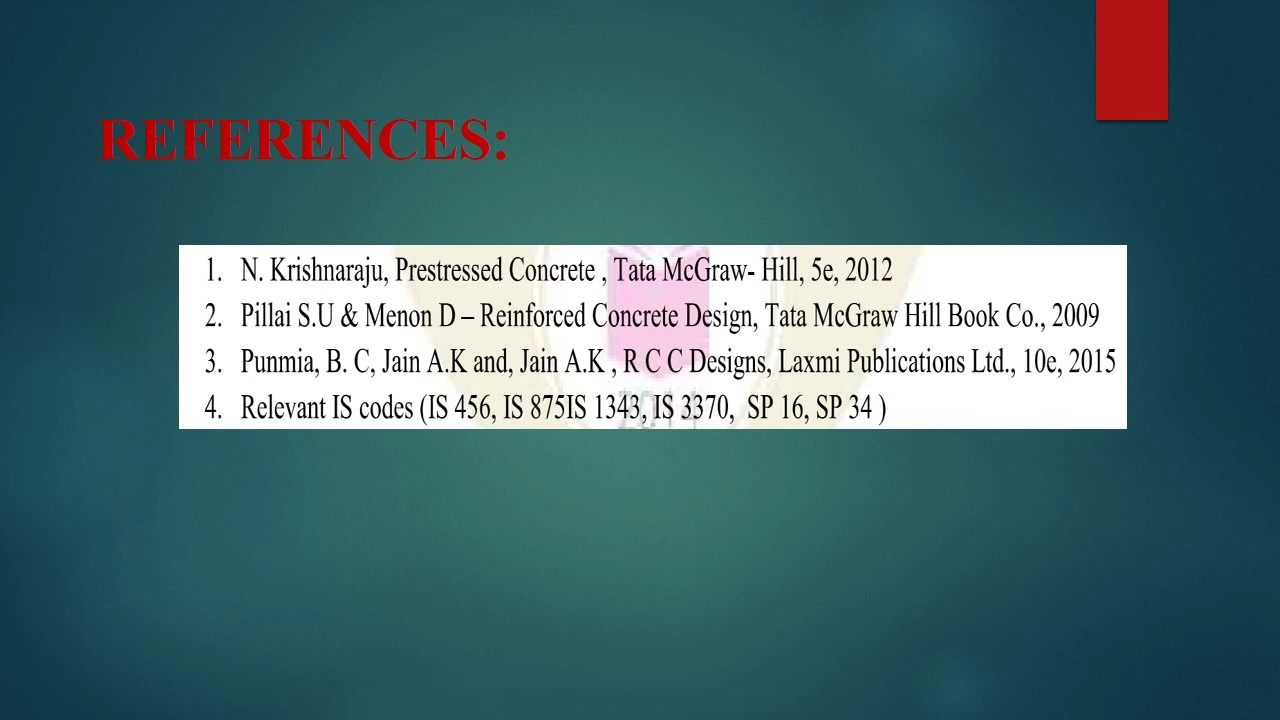 REFERENCES:
1. N. Krishnaraju, Prestressed Concrete , Tata McGraw- Hill, 5e, 2012
2. Pillai S.U & Menon D – Reinforced Concrete Design, Tata McGraw Hill Book Co., 2009
3. Punmia, B. C, Jain A.K and, Jain A.K , R C C Designs, Laxmi Publications Ltd., 10e, 2015
4. Relevant IS codes (IS 456, IS 875IS 1343, IS 3370,  SP 16, SP 34 )